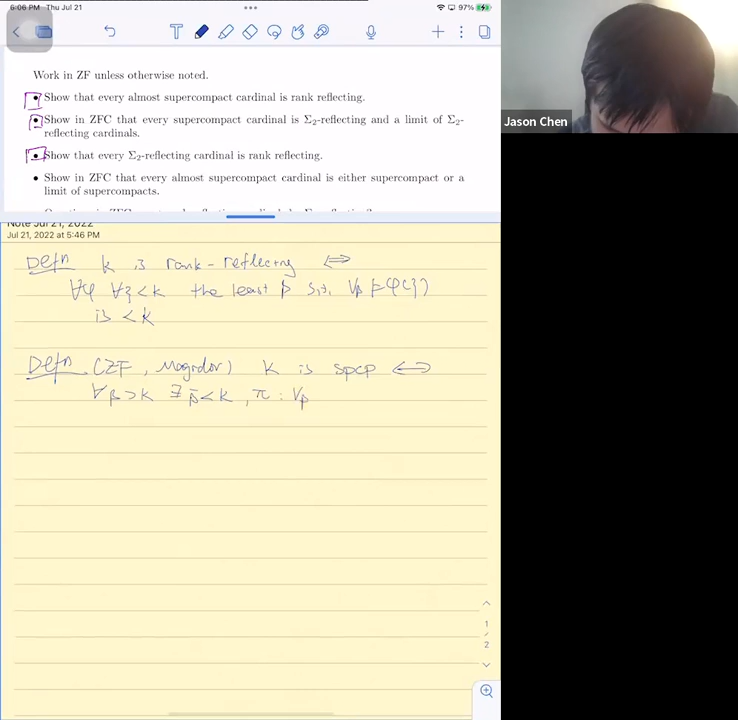 6:06 PM Thu Jul 21
97%
Work in ZF unless otherwise noted.
• Show that every almost supercompact cardinal is rank reflecting.
• Show in ZFC that every supercompact cardinal is Σ₂-reflecting and a limit of Σ₂-
reflecting cardinals.
• Show that every Σ₂-reflecting cardinal is rank reflecting.
• Show in ZFC that every almost supercompact cardinal is either supercompact or a
limit of supercompacts.
Note Jul 21, 2022
Jul 21, 2022 at 5:46 PM
Defn k is rank-reflecting ⟺
∀φ ∀ξ<k the least β s.t. Vβ ⊨ φ(ξ)
is < k
Defn (ZF, Magidor) k is spcp ⟺
∀β>k ∃β̄<k, π : Vβ̄
1
2
Jason Chen